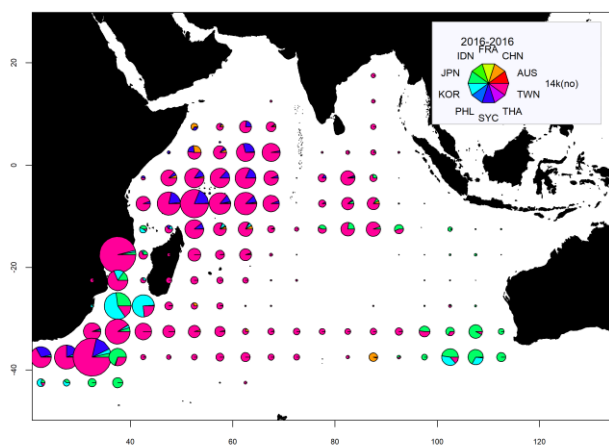 2016-2016
FRA
IDN CHN
JPN AUS
14k(no)
KOR TWN
PHL THA
SYC
20
0
-20
-40
40 60 80 100 120